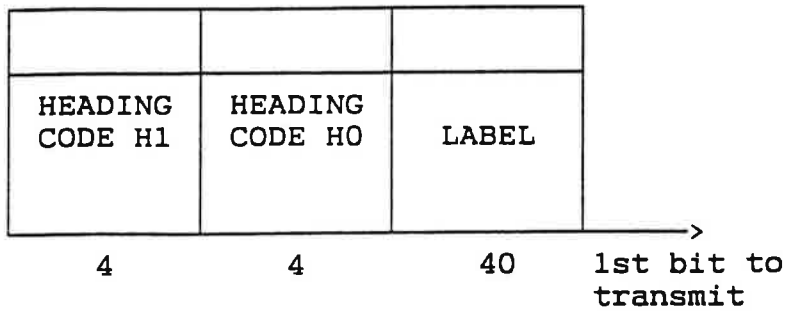 HEADING CODE H1
HEADING CODE H0
LABEL
4 4 40 1st bit to transmit